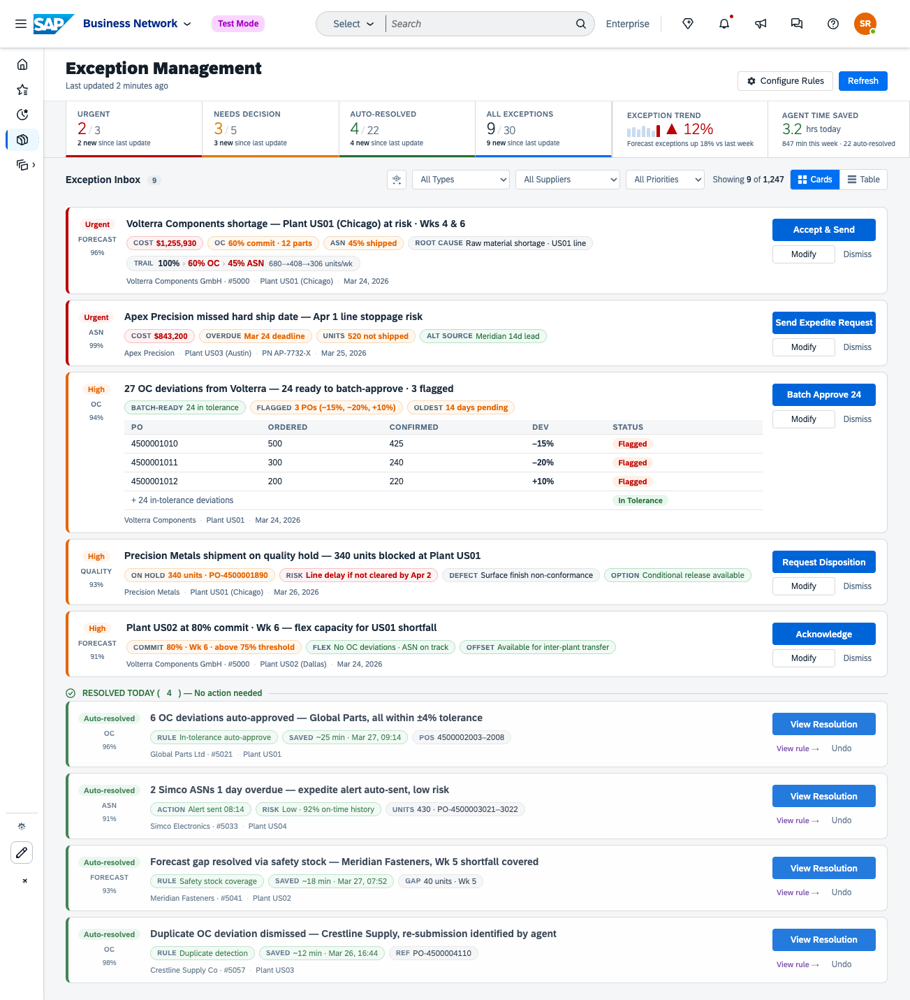 SAP Business Network Test Mode Select Search Enterprise SR
Exception Management
Last updated 2 minutes ago
Configure Rules Refresh
URGENT NEEDS DECISION AUTO-RESOLVED ALL EXCEPTIONS EXCEPTION TREND AGENT TIME SAVED
2 / 3 3 / 5 4 / 22 9 / 30 ▲ 12% 3.2 hrs today
2 new since last update 3 new since last update 4 new since last update 9 new since last update Forecast exceptions up 18% vs last week 847 min this week · 22 auto-resolved
Exception Inbox 9 All Types All Suppliers All Priorities Showing 9 of 1,247 Cards Table
Urgent Volterra Components shortage — Plant US01 (Chicago) at risk · Wks 4 & 6 Accept & Send
FORECAST COST $1,255,930 OC 60% commit · 12 parts ASN 45% shipped ROOT CAUSE Raw material shortage · US01 line
96% Modify Dismiss
TRAIL 100% › 60% OC › 45% ASN 680→408→306 units/wk
Volterra Components GmbH · #5000 · Plant US01 (Chicago) · Mar 24, 2026
Urgent Apex Precision missed hard ship date — Apr 1 line stoppage risk Send Expedite Request
ASN COST $843,200 OVERDUE Mar 24 deadline UNITS 520 not shipped ALT SOURCE Meridian 14d lead
99% Modify Dismiss
Apex Precision · Plant US03 (Austin) · PN AP-7732-X · Mar 25, 2026
High 27 OC deviations from Volterra — 24 ready to batch-approve · 3 flagged Batch Approve 24
OC BATCH-READY 24 in tolerance FLAGGED 3 POs (−15%, −20%, +10%) OLDEST 14 days pending
94% Modify Dismiss
PO ORDERED CONFIRMED DEV STATUS
4500001010 500 425 −15% Flagged
4500001011 300 240 −20% Flagged
4500001012 200 220 +10% Flagged
+ 24 in-tolerance deviations In Tolerance
Volterra Components · Plant US01 · Mar 24, 2026
High Precision Metals shipment on quality hold — 340 units blocked at Plant US01 Request Disposition
QUALITY ON HOLD 340 units · PO-4500001890 RISK Line delay if not cleared by Apr 2 DEFECT Surface finish non-conformance OPTION Conditional release available
93% Modify Dismiss
Precision Metals · Plant US01 (Chicago) · Mar 26, 2026
High Plant US02 at 80% commit · Wk 6 — flex capacity for US01 shortfall Acknowledge
FORECAST COMMIT 80% · Wk 6 · above 75% threshold FLEX No OC deviations · ASN on track OFFSET Available for inter-plant transfer
91% Modify Dismiss
Volterra Components GmbH · #5000 · Plant US02 (Dallas) · Mar 24, 2026
RESOLVED TODAY ( 4 ) — No action needed
Auto-resolved 6 OC deviations auto-approved — Global Parts, all within ±4% tolerance View Resolution
OC RULE In-tolerance auto-approve SAVED ~25 min · Mar 27, 09:14 POS 4500002003–2008
96% View rule → Undo
Global Parts Ltd · #5021 · Plant US01
Auto-resolved 2 Simco ASNs 1 day overdue — expedite alert auto-sent, low risk View Resolution
ASN ACTION Alert sent 08:14 RISK Low · 92% on-time history UNITS 430 · PO-4500003021–3022
91% View rule → Undo
Simco Electronics · #5033 · Plant US04
Auto-resolved Forecast gap resolved via safety stock — Meridian Fasteners, Wk 5 shortfall covered View Resolution
FORECAST RULE Safety stock coverage SAVED ~18 min · Mar 27, 07:52 GAP 40 units · Wk 5
93% View rule → Undo
Meridian Fasteners · #5041 · Plant US02
Auto-resolved Duplicate OC deviation dismissed — Crestline Supply, re-submission identified by agent View Resolution
OC RULE Duplicate detection SAVED ~12 min · Mar 26, 16:44 REF PO-4500004110
98% View rule → Undo
Crestline Supply Co · #5057 · Plant US03